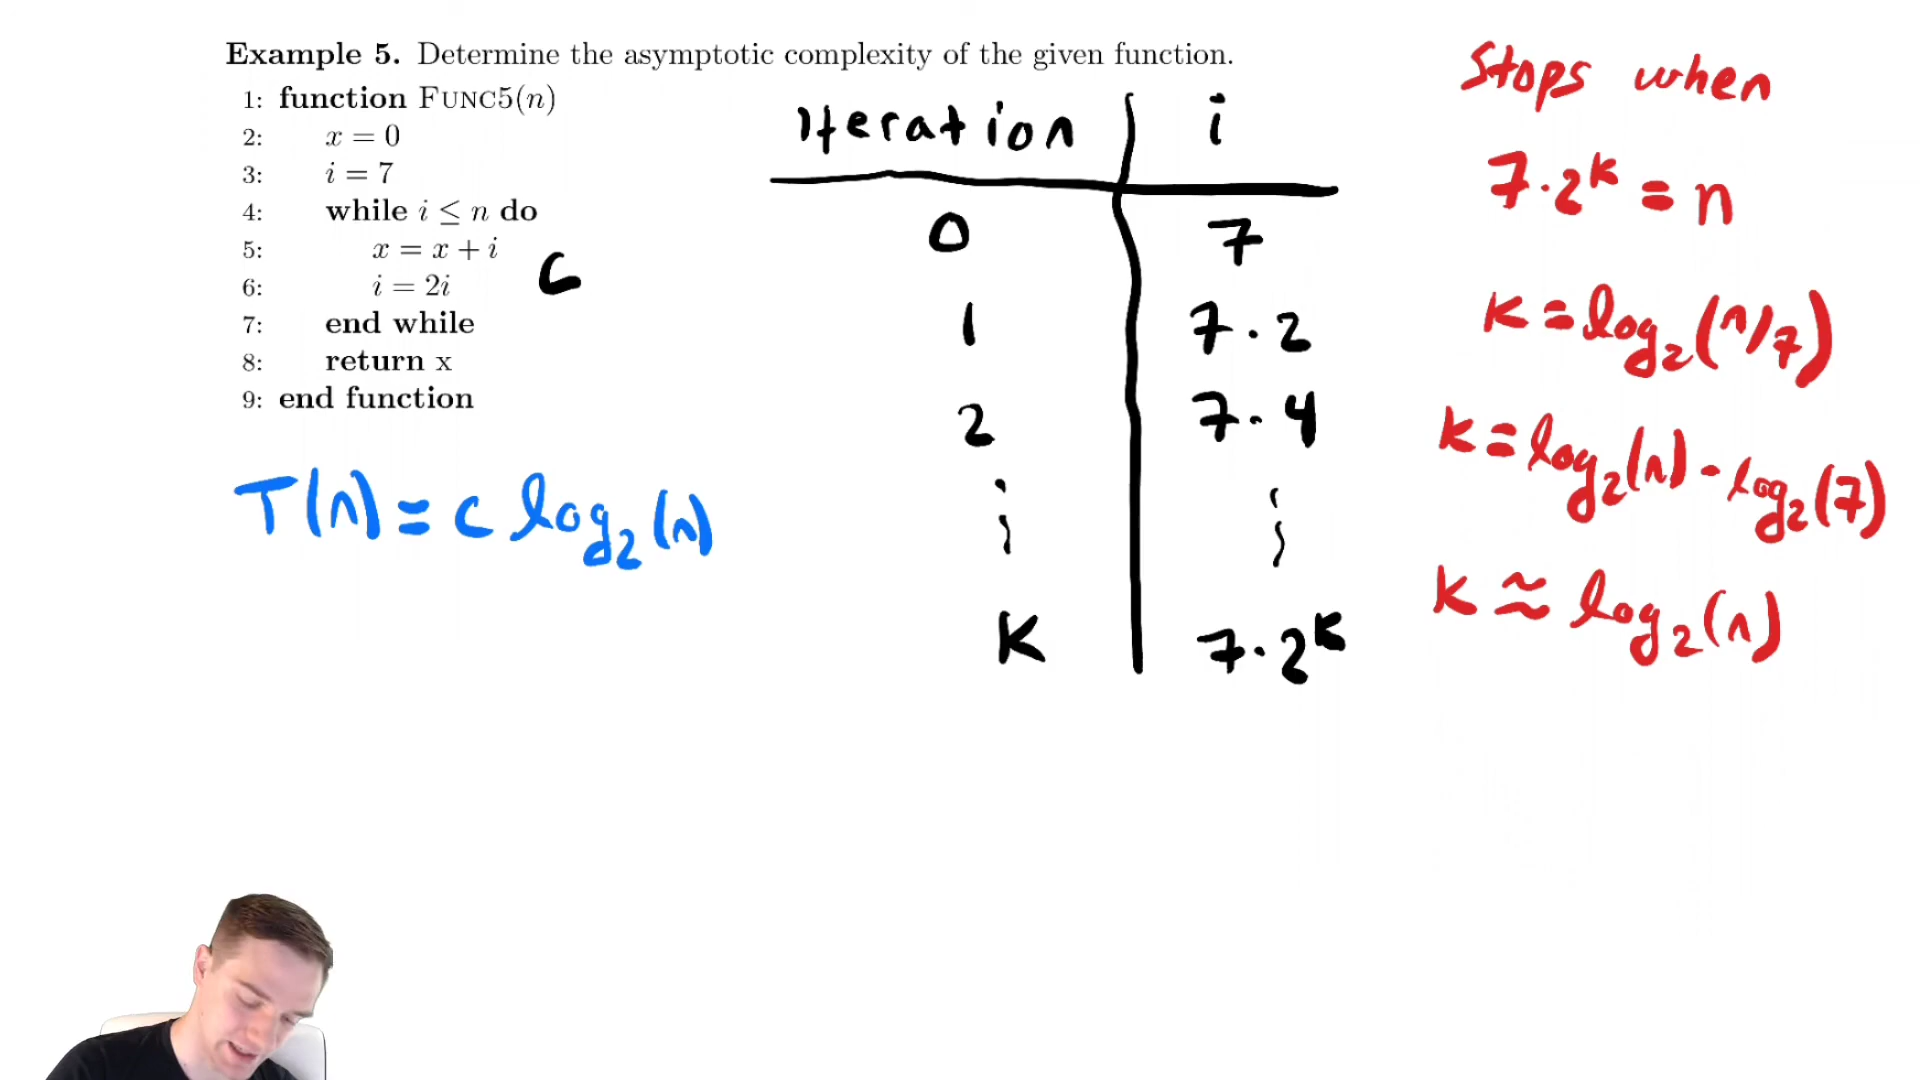 Example 5. Determine the asymptotic complexity of the given function.
1: function FUNC5(n)
2: x = 0
3: i = 7
4: while i ≤ n do
5: x = x + i
6: i = 2i
7: end while
8: return x
9: end function
c
T(n) = c log₂(n)
Iteration | i
0 | 7
1 | 7 · 2
2 | 7 · 4
⋮ | ⋮
K | 7 · 2ᵏ
Stops when
7 · 2ᵏ = n
K = log₂(n/7)
K = log₂(n) - log₂(7)
K ≈ log₂(n)